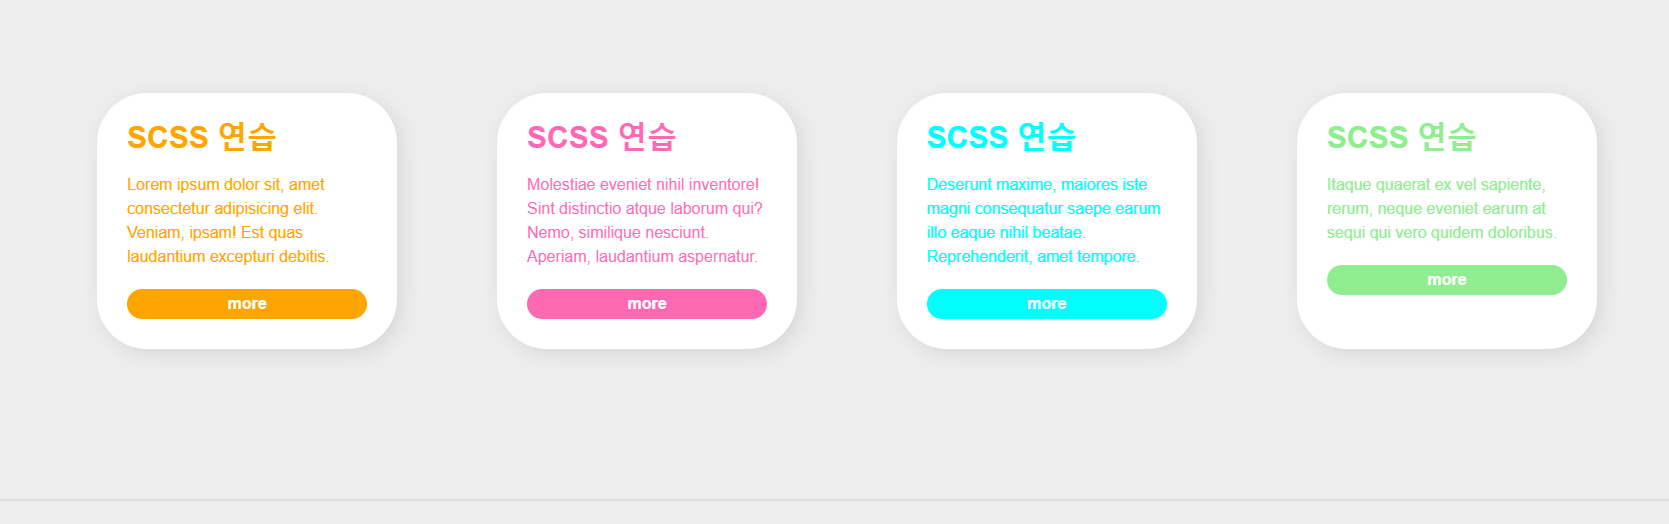 SCSS 연습
Lorem ipsum dolor sit, amet
consectetur adipisicing elit.
Veniam, ipsam! Est quas
laudantium excepturi debitis.
more
SCSS 연습
Molestiae eveniet nihil inventore!
Sint distinctio atque laborum qui?
Nemo, similique nesciunt.
Aperiam, laudantium aspernatur.
more
SCSS 연습
Deserunt maxime, maiores iste
magni consequatur saepe earum
illo eaque nihil beatae.
Reprehenderit, amet tempore.
more
SCSS 연습
Itaque quaerat ex vel sapiente,
rerum, neque eveniet earum at
sequi qui vero quidem doloribus.
more